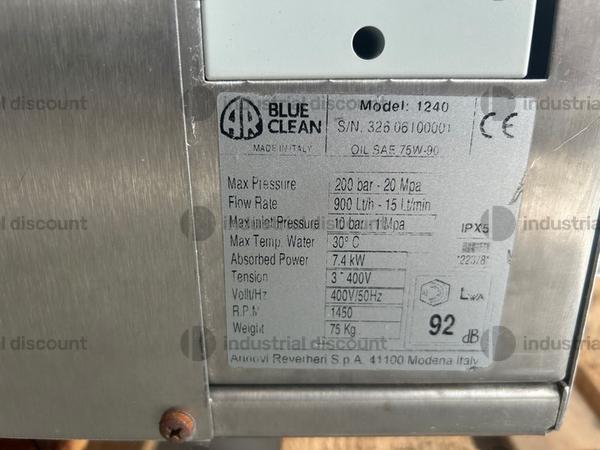 AR BLUE CLEAN
MADE IN ITALY
Model: 1240
S/N. 326 06100001
OIL SAE 75W-90
CE
Max Pressure 200 bar - 20 Mpa
Flow Rate 900 Lt/h - 15 Lt/min
Max inlet Pressure 10 bar - 1 Mpa
Max Temp. Water 30° C
Absorbed Power 7.4 kW
Tension 3~400V
Vollt/Hz 400V/50Hz
R.P.M 1450
Weight 75 Kg
IPX5
*22378*
LWA
92 dB
Annovi Reverberi S.p.A. 41100 Modena Italy
industrial discount
industrial discount
industrial discount
industrial discount
industrial discount
industrial discount